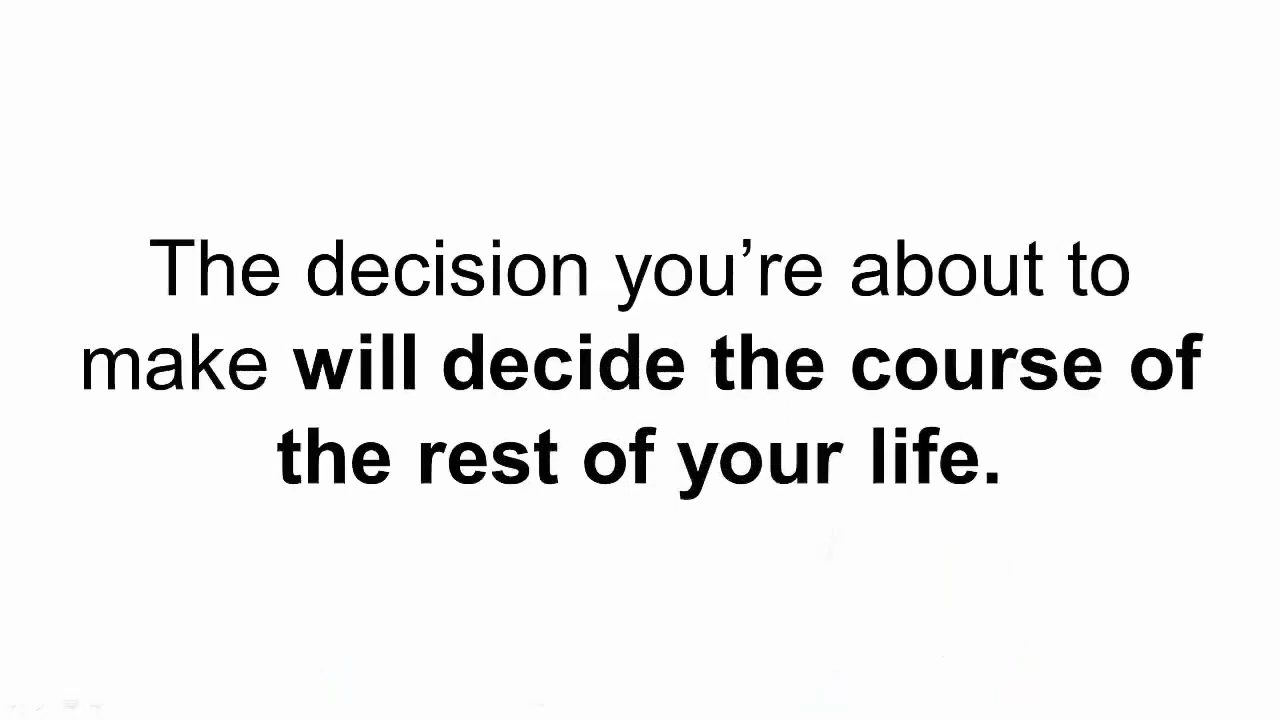 The decision you’re about to
make will decide the course of
the rest of your life.